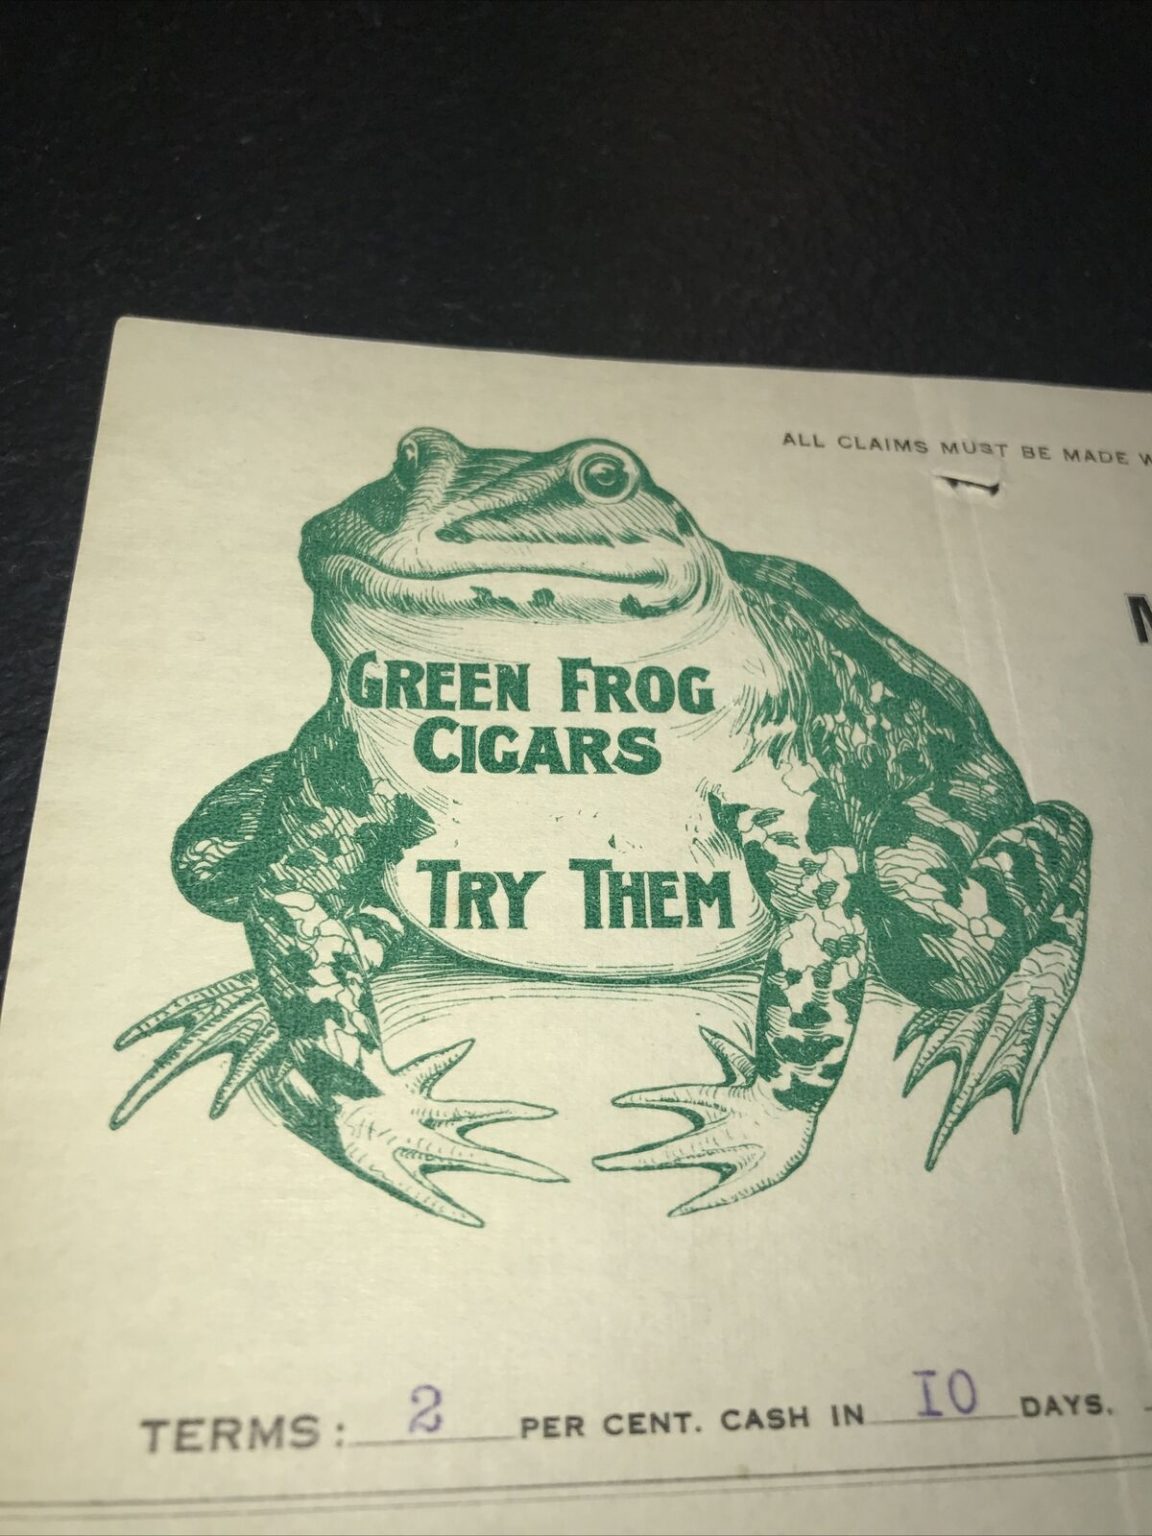 ALL CLAIMS MUST BE MADE
GREEN FROG
CIGARS
TRY THEM
TERMS: 2 PER CENT. CASH IN 10 DAYS.